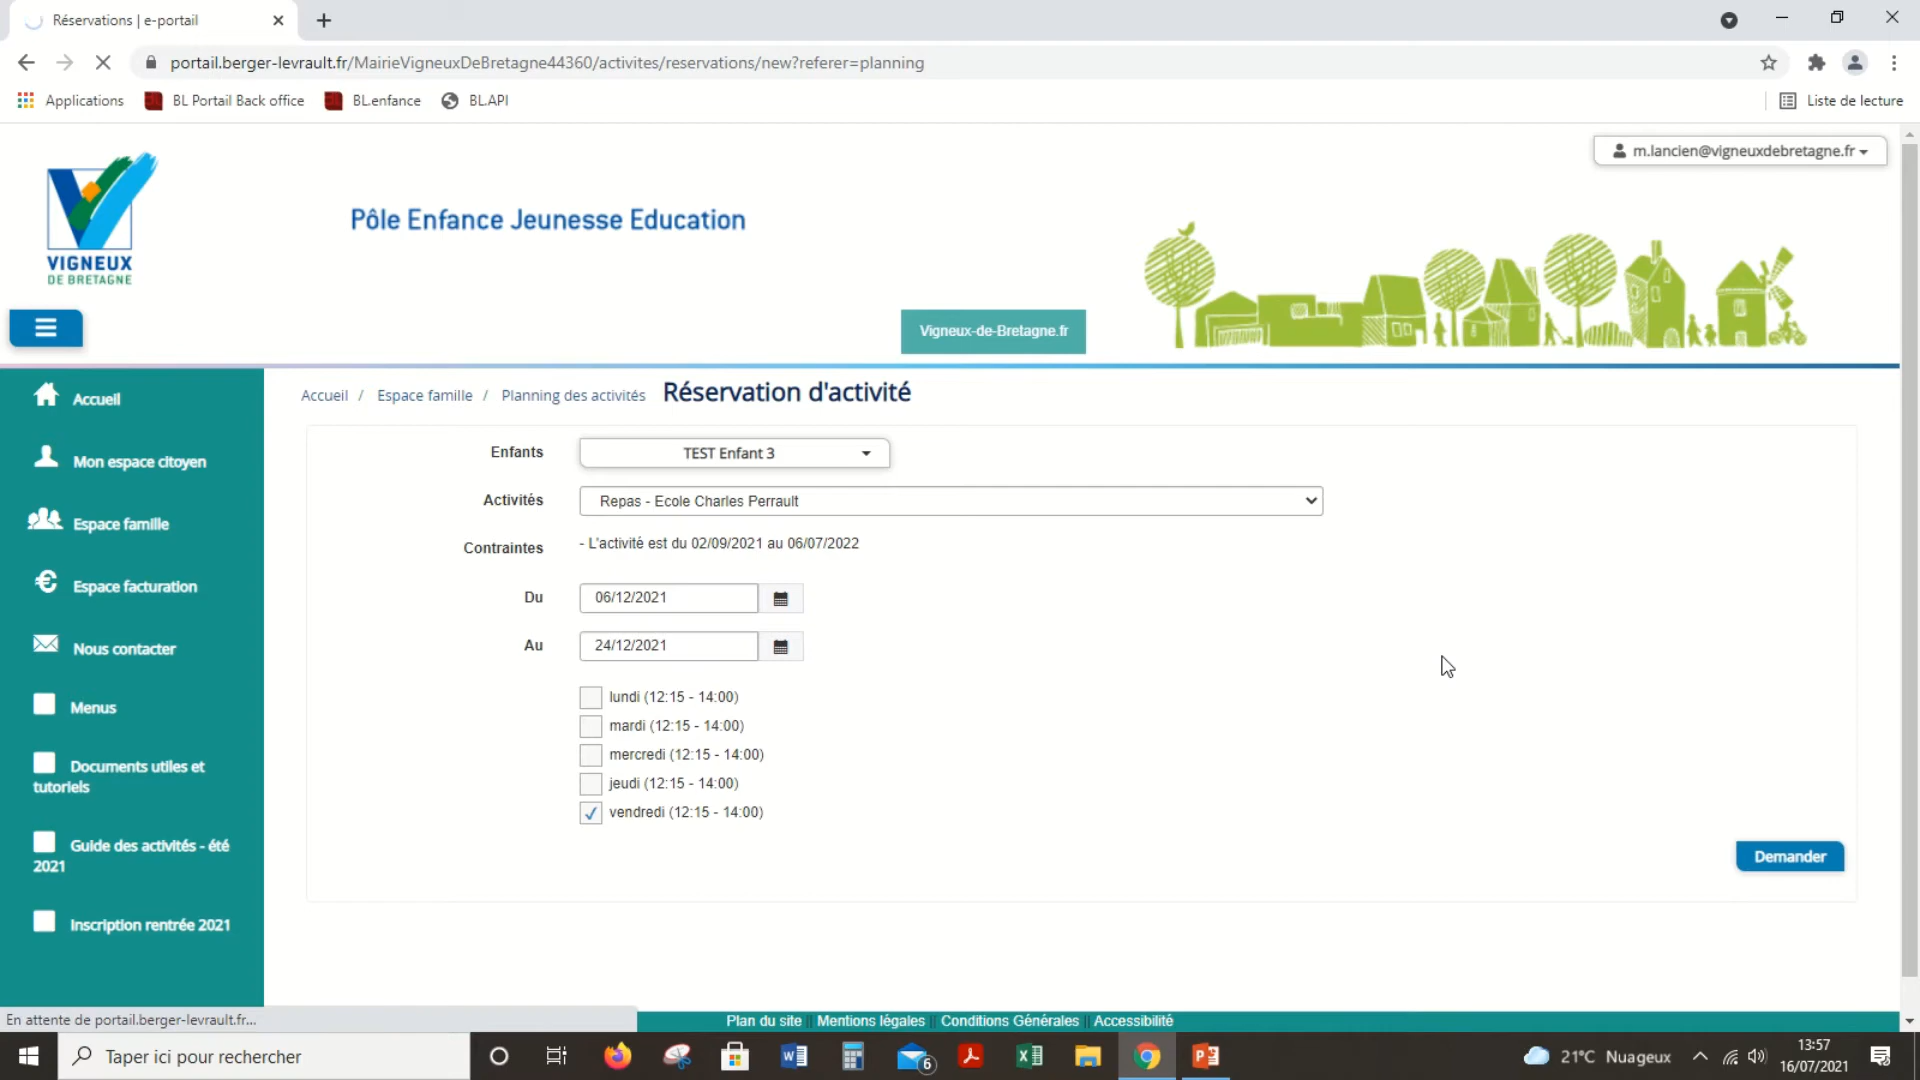 Réservations | e-portail
portail.berger-levrault.fr/MairieVigneuxDeBretagne44360/activites/reservations/new?referer=planning
Applications
BL Portail Back office
BL.enfance
BL.API
Liste de lecture
m.lancien@vigneuxdebretagne.fr
VIGNEUX
DE BRETAGNE
Pôle Enfance Jeunesse Education
Vigneux-de-Bretagne.fr
Accueil
Mon espace citoyen
Espace famille
Espace facturation
Nous contacter
Menus
Documents utiles et
tutoriels
Guide des activités - été
2021
Inscription rentrée 2021
Accueil / Espace famille / Planning des activités Réservation d'activité
Enfants TEST Enfant 3
Activités Repas - Ecole Charles Perrault
Contraintes - L'activité est du 02/09/2021 au 06/07/2022
Du 06/12/2021
Au 24/12/2021
lundi (12:15 - 14:00)
mardi (12:15 - 14:00)
mercredi (12:15 - 14:00)
jeudi (12:15 - 14:00)
vendredi (12:15 - 14:00)
Demander
En attente de portail.berger-levrault.fr...
Plan du site || Mentions légales || Conditions Générales || Accessibilité
Taper ici pour rechercher
6
21°C Nuageux
13:57
16/07/2021